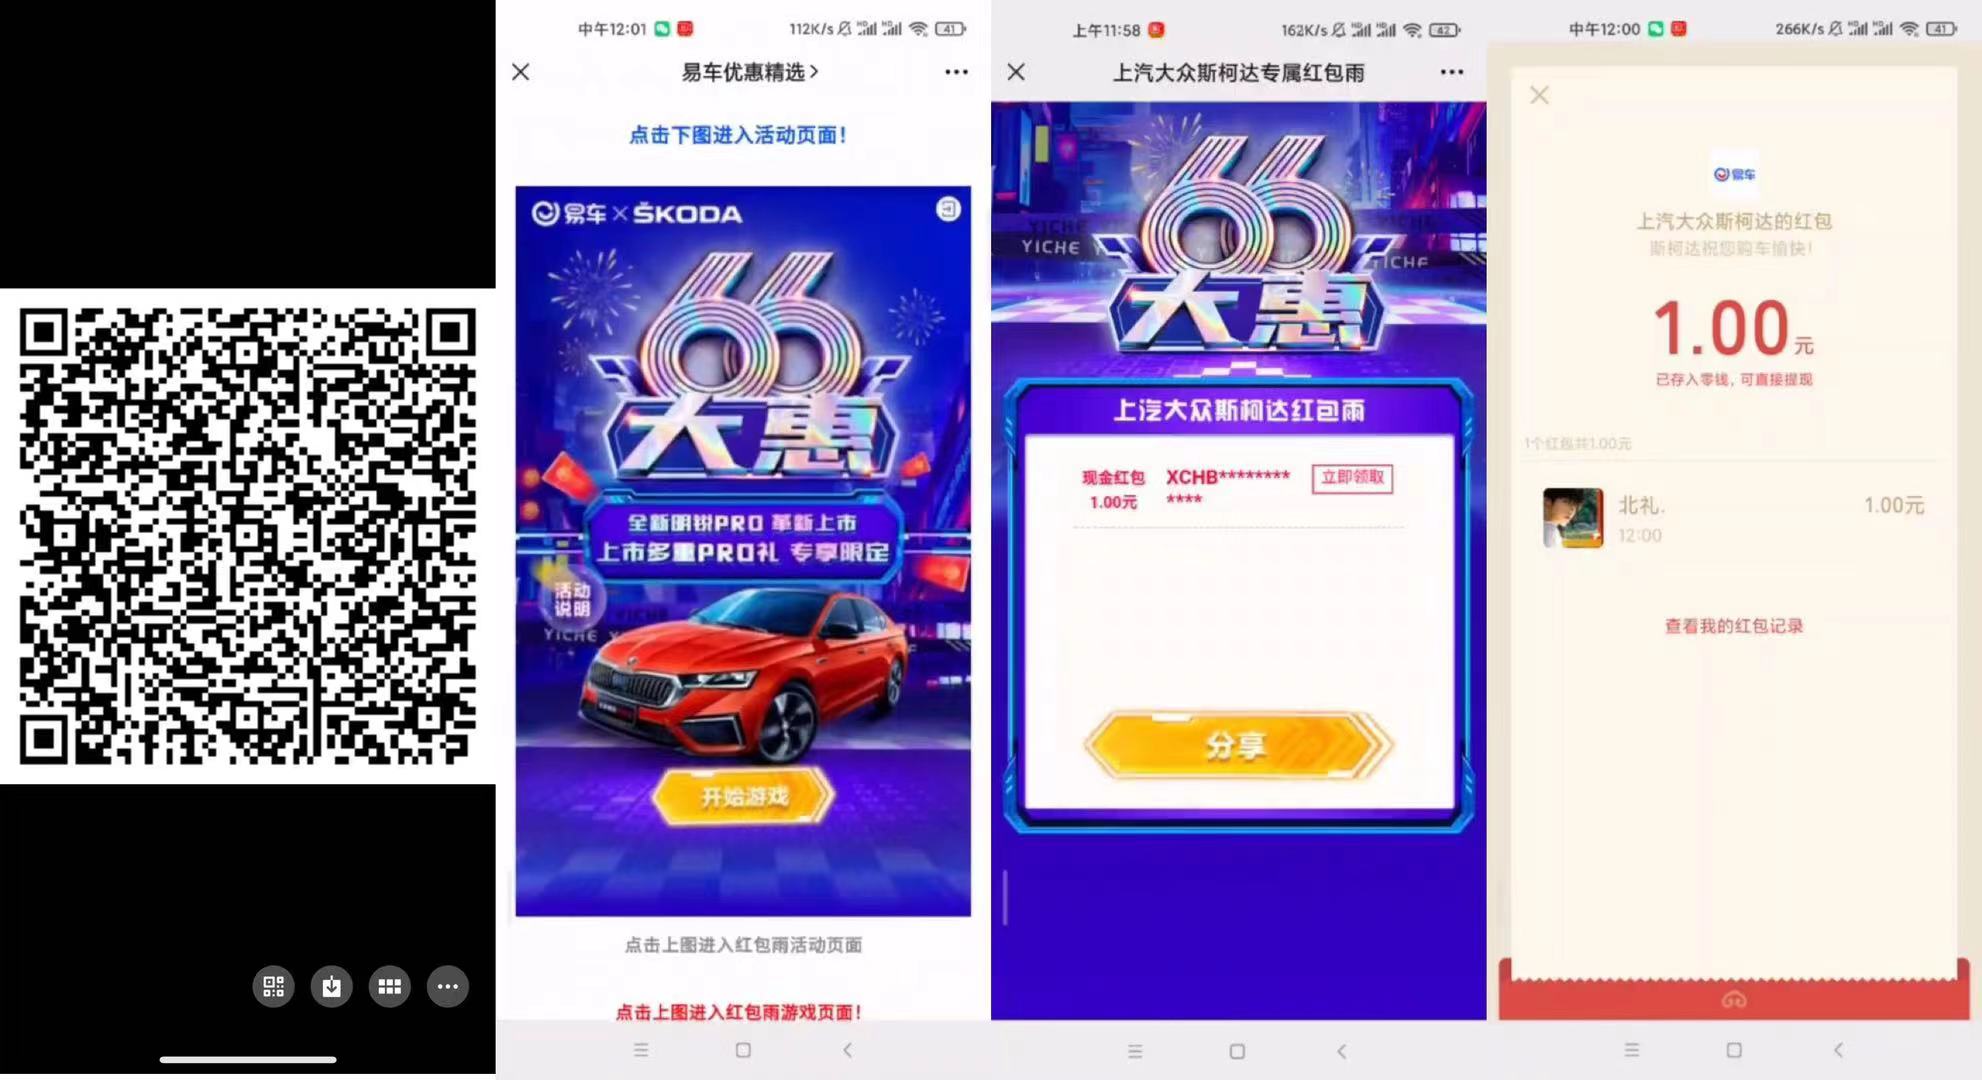 中午12:01
112K/s
41
易车优惠精选
点击下图进入活动页面!
易车×ŠKODA
66
大惠
全新明锐PRO 革新上市
上市多重PRO礼 专享限定
活动
说明
YICHE
开始游戏
点击上图进入红包雨活动页面
点击上图进入红包雨游戏页面!
上午11:58
162K/s
42
上汽大众斯柯达专属红包雨
66
YICHE
YICHE
大惠
上汽大众斯柯达红包雨
现金红包 XCHB******** 立即领取
1.00元 ****
分享
中午12:00
266K/s
41
易车
上汽大众斯柯达的红包
斯柯达祝您购车愉快!
1.00元
已存入零钱，可直接提现
1个红包共1.00元
北礼. 1.00元
12:00
查看我的红包记录